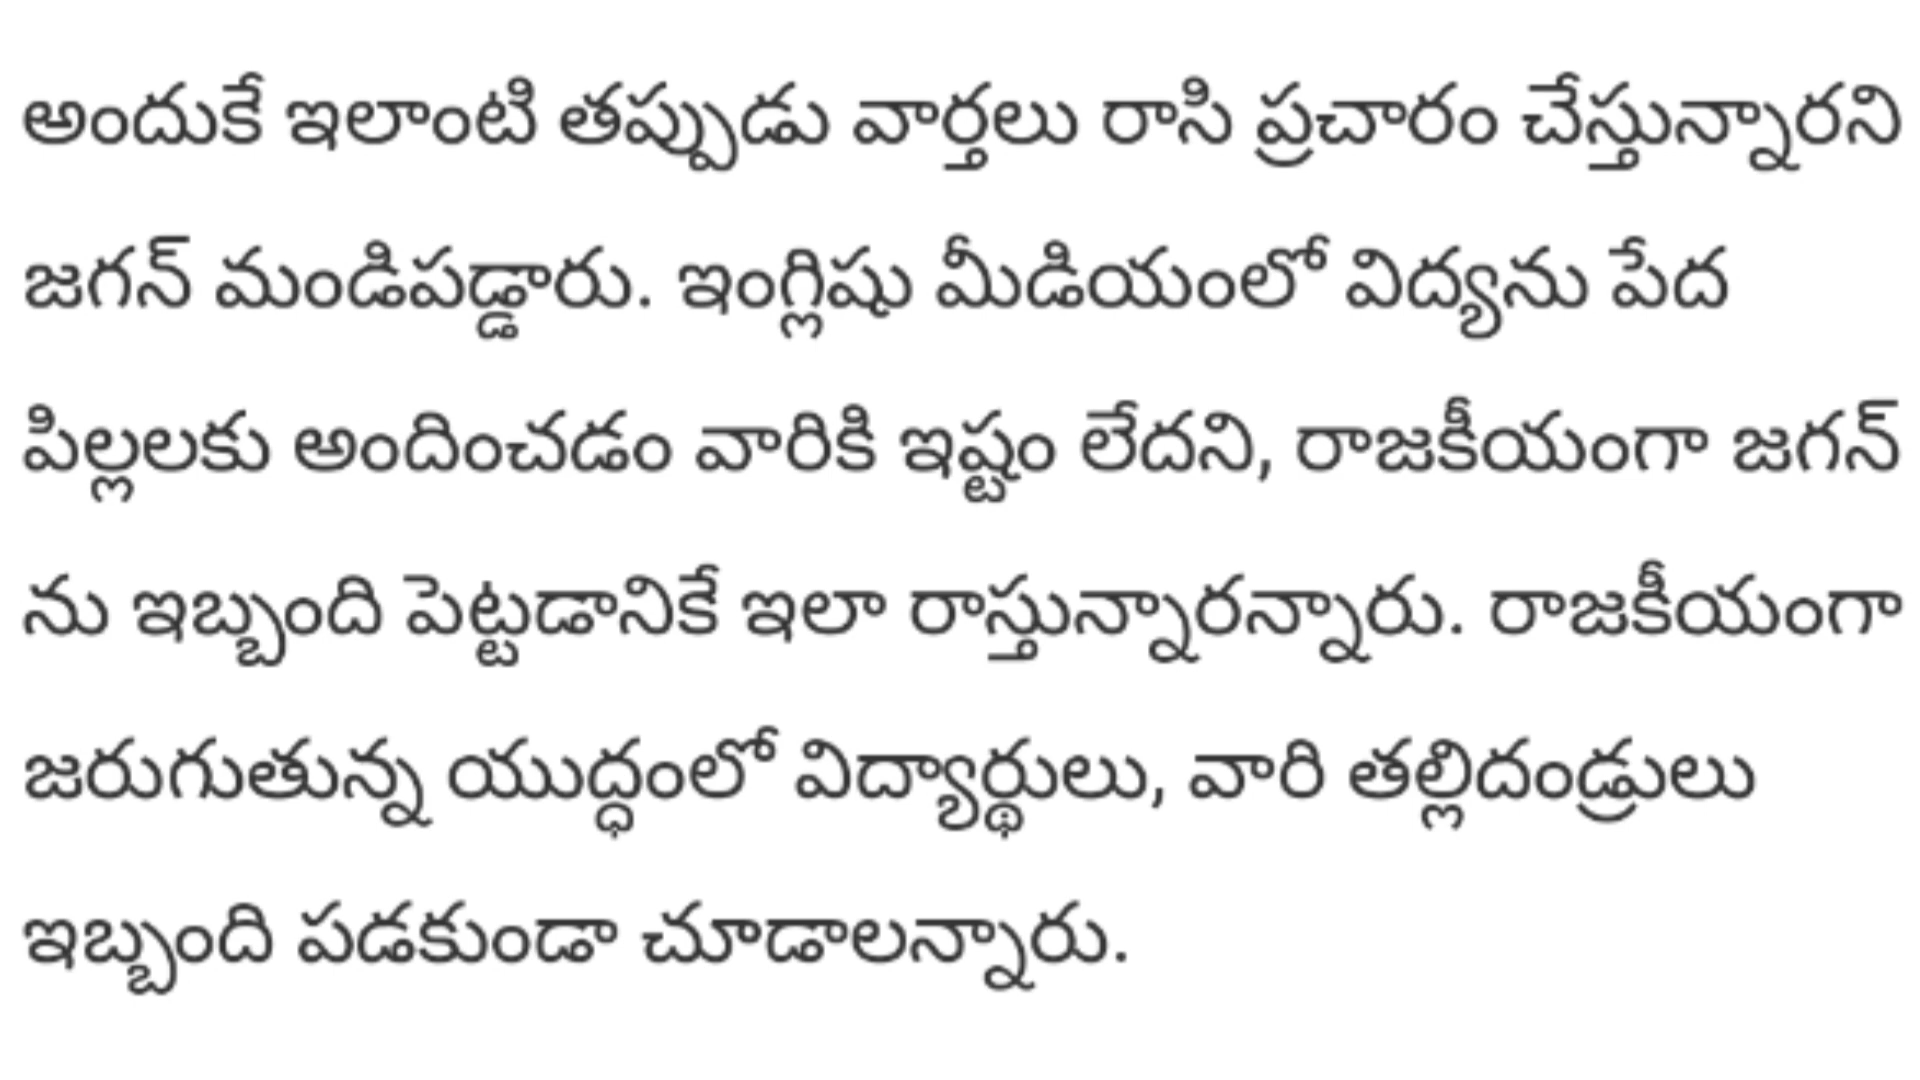 అందుకే ఇలాంటి తప్పుడు వార్తలు రాసి ప్రచారం చేస్తున్నారని
జగన్ మండిపడ్డారు. ఇంగ్లిషు మీడియంలో విద్యను పేద
పిల్లలకు అందించడం వారికి ఇష్టం లేదని, రాజకీయంగా జగన్
ను ఇబ్బంది పెట్టడానికే ఇలా రాస్తున్నారన్నారు. రాజకీయంగా
జరుగుతున్న యుద్ధంలో విద్యార్థులు, వారి తల్లిదండ్రులు
ఇబ్బంది పడకుండా చూడాలన్నారు.